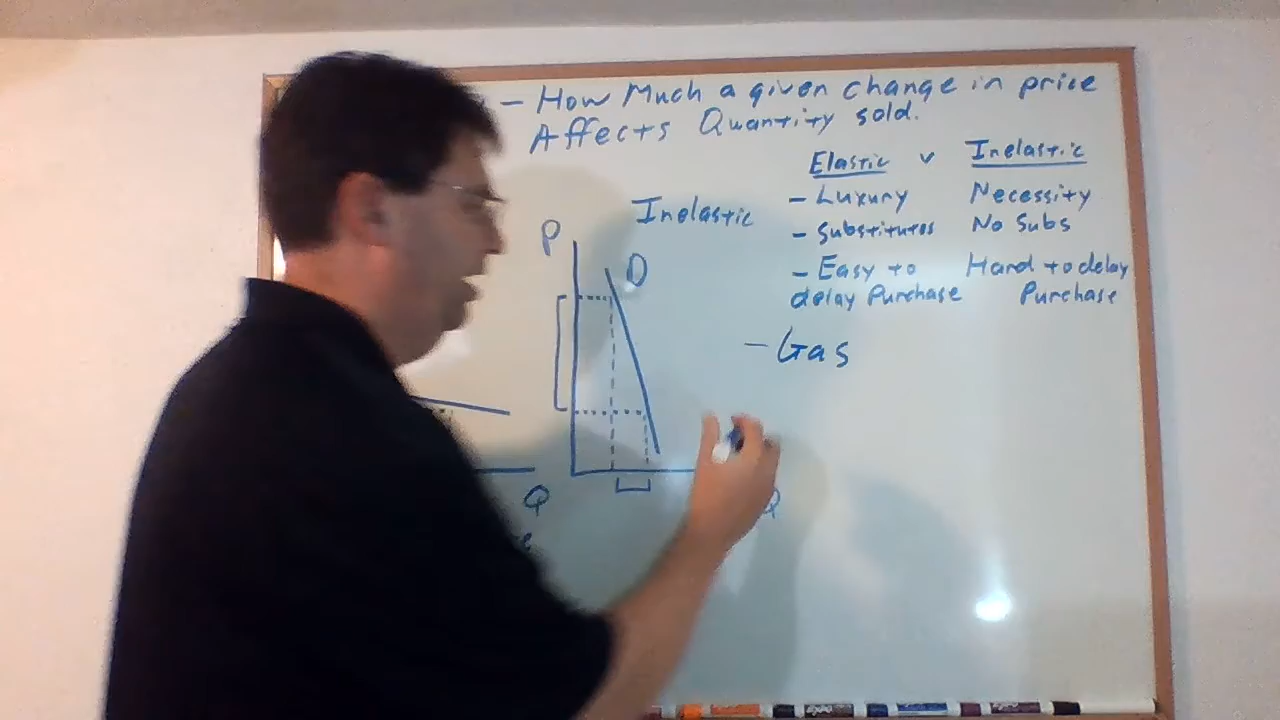 - How Much a given change in price
Affects Quantity sold.
Elastic v Inelastic
- Luxury Necessity
- Substitutes No Subs
- Easy to Hard to delay
delay Purchase Purchase
Inelastic
P
D
- Gas
Q
Q